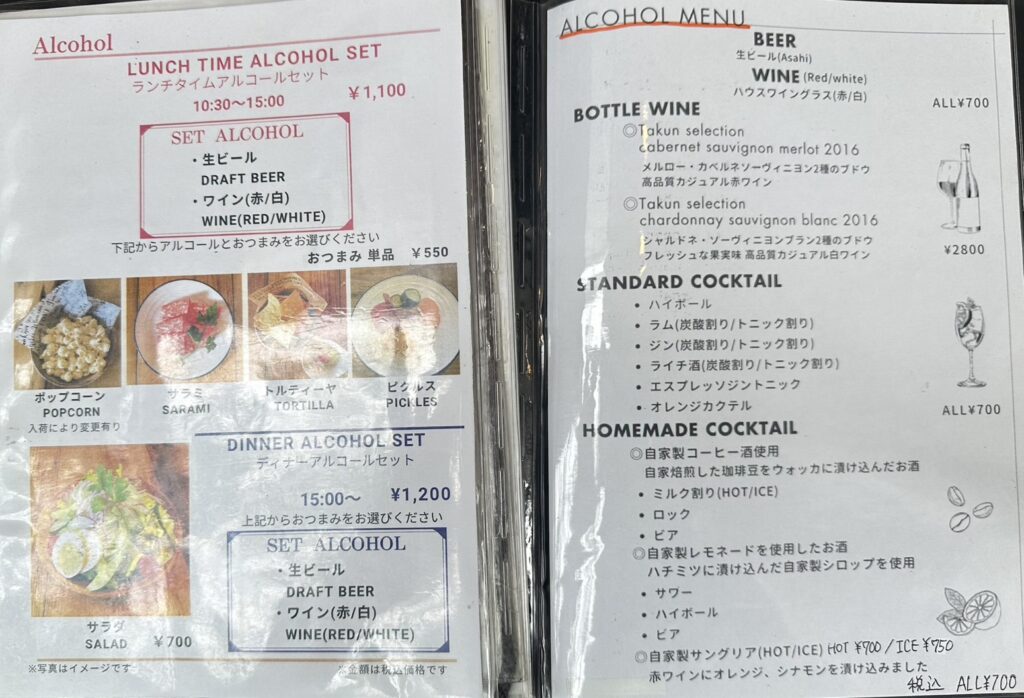 Alcohol
LUNCH TIME ALCOHOL SET
ランチタイムアルコールセット
10:30～15:00
￥1,100
SET ALCOHOL
・生ビール
DRAFT BEER
・ワイン(赤/白)
WINE(RED/WHITE)
下記からアルコールとおつまみをお選びください
おつまみ 単品 ￥550
ポップコーン
POPCORN
入荷により変更有り
サラミ
SARAMI
トルティーヤ
TORTILLA
ピクルス
PICKLES
DINNER ALCOHOL SET
ディナーアルコールセット
15:00～ ¥1,200
上記からおつまみをお選びください
SET ALCOHOL
・生ビール
DRAFT BEER
・ワイン(赤/白)
WINE(RED/WHITE)
サラダ
SALAD ￥700
※写真はイメージです
※金額は税込価格です
ALCOHOL MENU
BEER
生ビール(Asahi)
WINE (Red/white)
ハウスワイングラス(赤/白)
ALL¥700
BOTTLE WINE
◎Takun selection
cabernet sauvignon merlot 2016
メルロー・カベルネソーヴィニヨン2種のブドウ
高品質カジュアル赤ワイン
◎Takun selection
chardonnay sauvignon blanc 2016
シャルドネ・ソーヴィニヨンブラン2種のブドウ
フレッシュな果実味 高品質カジュアル白ワイン
¥2800
STANDARD COCKTAIL
• ハイボール
• ラム(炭酸割り/トニック割り)
• ジン(炭酸割り/トニック割り)
• ライチ酒(炭酸割り/トニック割り)
• エスプレッソジントニック
• オレンジカクテル
ALL¥700
HOMEMADE COCKTAIL
◎自家製コーヒー酒使用
自家焙煎した珈琲豆をウォッカに漬け込んだお酒
• ミルク割り(HOT/ICE)
• ロック
• ビア
◎自家製レモネードを使用したお酒
ハチミツに漬け込んだ自家製シロップを使用
• サワー
• ハイボール
• ビア
◎自家製サングリア(HOT/ICE) HOT ¥700 / ICE ¥750
赤ワインにオレンジ、シナモンを漬け込みました
税込 ALL¥700